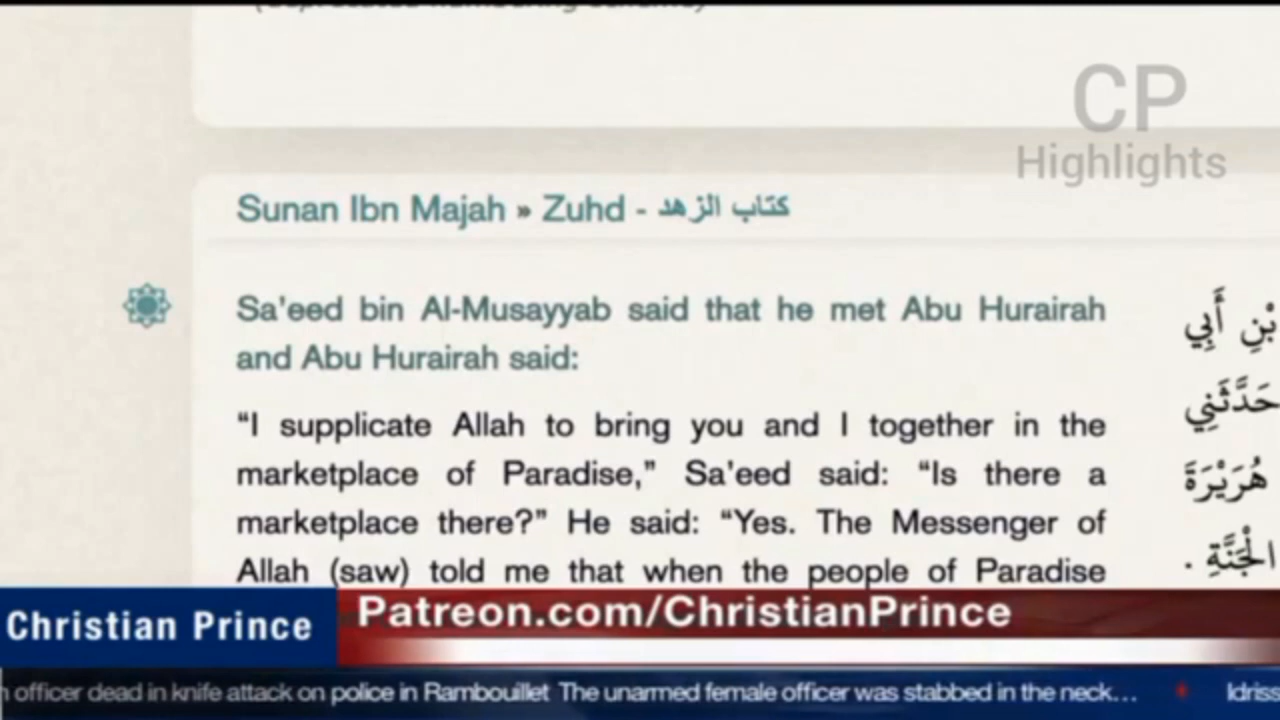 CP
Highlights
Sunan Ibn Majah » Zuhd - كتاب الزهد
Sa'eed bin Al-Musayyab said that he met Abu Hurairah
and Abu Hurairah said:
“I supplicate Allah to bring you and I together in the
marketplace of Paradise,” Sa'eed said: “Is there a
marketplace there?” He said: “Yes. The Messenger of
Allah (saw) told me that when the people of Paradise
بْنِ أَبِي
حَدَّثَنِي
هُرَيْرَةَ
الْجَنَّةِ .
Christian Prince
Patreon.com/ChristianPrince
officer dead in knife attack on police in Rambouillet The unarmed female officer was stabbed in the neck... Idriss